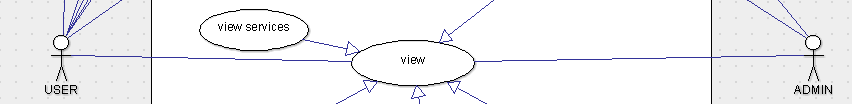 view services
view
USER
ADMIN